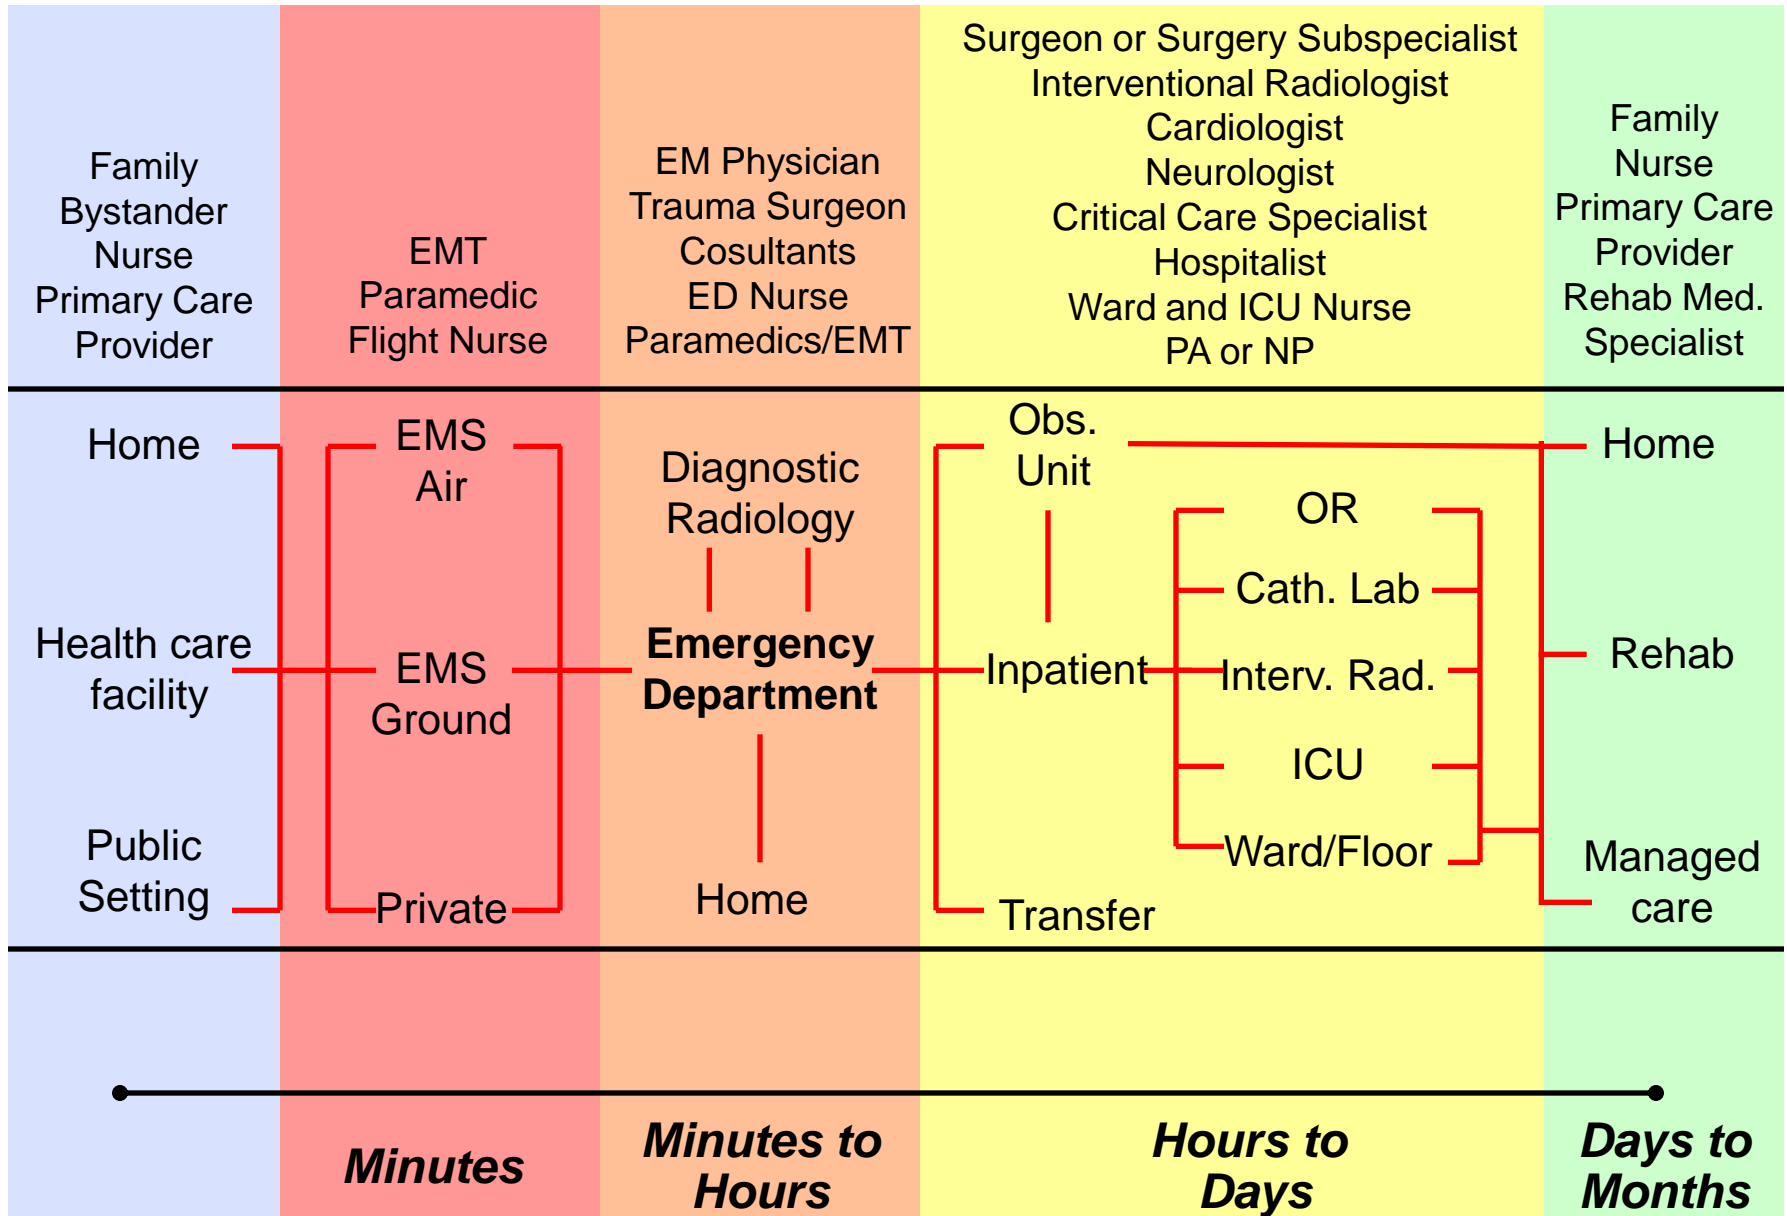 Family
Bystander
Nurse
Primary Care
Provider
EMT
Paramedic
Flight Nurse
EM Physician
Trauma Surgeon
Cosultants
ED Nurse
Paramedics/EMT
Surgeon or Surgery Subspecialist
Interventional Radiologist
Cardiologist
Neurologist
Critical Care Specialist
Hospitalist
Ward and ICU Nurse
PA or NP
Family
Nurse
Primary Care
Provider
Rehab Med.
Specialist
Home
Health care
facility
Public
Setting
EMS
Air
EMS
Ground
Private
Diagnostic
Radiology
Emergency
Department
Home
Obs.
Unit
Inpatient
Transfer
OR
Cath. Lab
Interv. Rad.
ICU
Ward/Floor
Home
Rehab
Managed
care
Minutes
Minutes to
Hours
Hours to
Days
Days to
Months